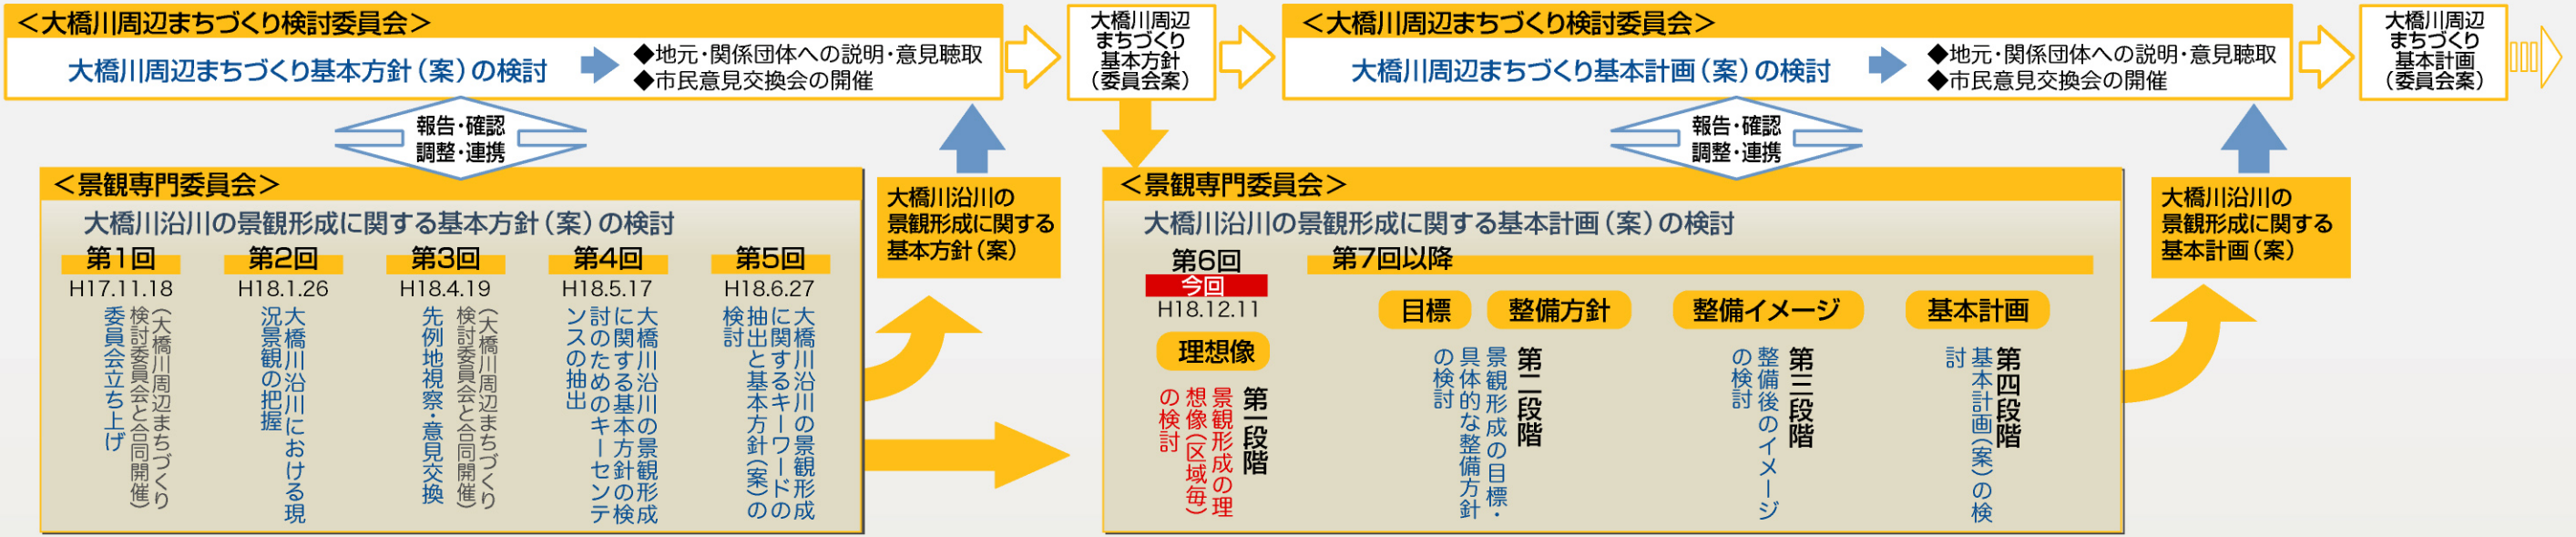 ＜大橋川周辺まちづくり検討委員会＞
大橋川周辺まちづくり基本方針（案）の検討
◆地元・関係団体への説明・意見聴取
◆市民意見交換会の開催
大橋川周辺
まちづくり
基本方針
（委員会案）
＜大橋川周辺まちづくり検討委員会＞
大橋川周辺まちづくり基本計画（案）の検討
◆地元・関係団体への説明・意見聴取
◆市民意見交換会の開催
大橋川周辺
まちづくり
基本計画
（委員会案）
報告・確認
調整・連携
報告・確認
調整・連携
＜景観専門委員会＞
大橋川沿川の景観形成に関する基本方針（案）の検討
第1回
H17.11.18
（大橋川周辺まちづくり
検討委員会と合同開催）
委員会立ち上げ
第2回
H18.1.26
大橋川沿川における現
況景観の把握
第3回
H18.4.19
（大橋川周辺まちづくり
検討委員会と合同開催）
先例地視察・意見交換
第4回
H18.5.17
大橋川沿川の景観形成
に関する基本方針の検
討のためのキーセンテ
ンスの抽出
第5回
H18.6.27
大橋川沿川の景観形成
に関するキーワードの
抽出と基本方針（案）の
検討
大橋川沿川の
景観形成に関する
基本方針（案）
＜景観専門委員会＞
大橋川沿川の景観形成に関する基本計画（案）の検討
第6回
今回
H18.12.11
理想像
第一段階
景観形成の理
想像（区域毎）
の検討
第7回以降
目標
整備方針
第二段階
景観形成の目標・
具体的な整備方針
の検討
整備イメージ
第三段階
整備後のイメージ
の検討
基本計画
第四段階
基本計画（案）の検
討
大橋川沿川の
景観形成に関する
基本計画（案）